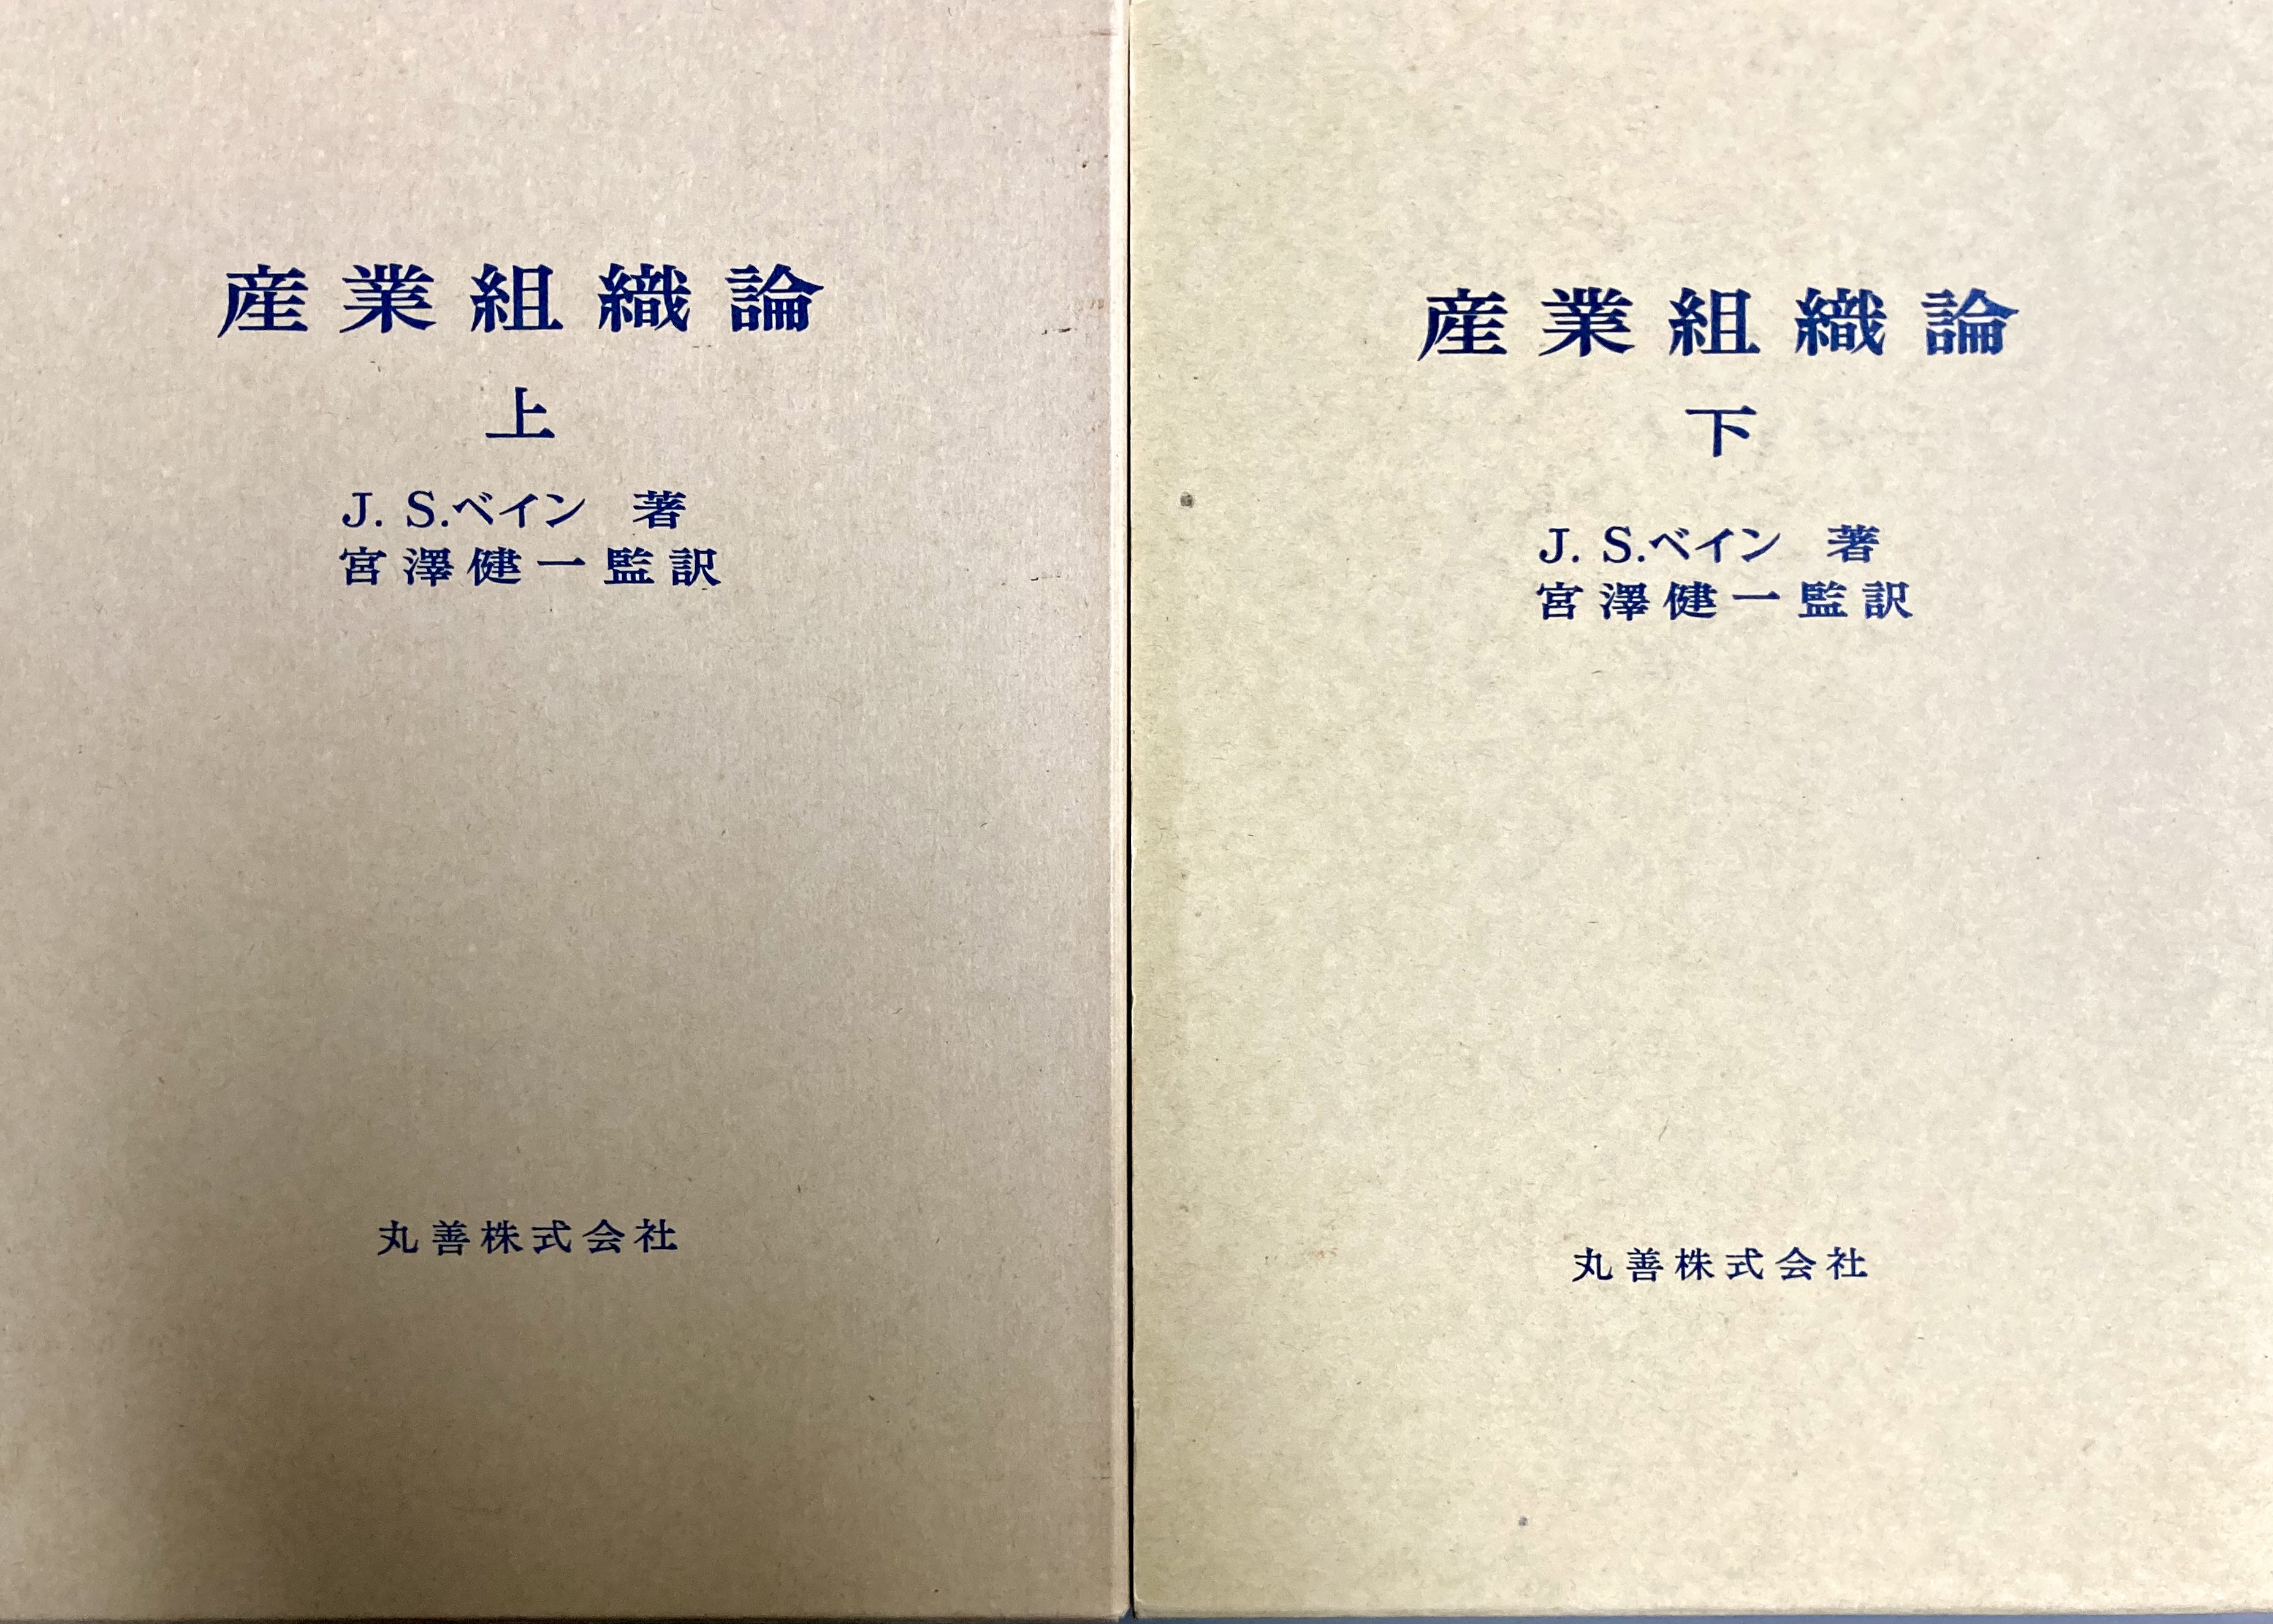 産業組織論
上
J. S.ベイン 著
宮澤健一監訳
丸善株式会社
産業組織論
下
J. S.ベイン 著
宮澤健一監訳
丸善株式会社